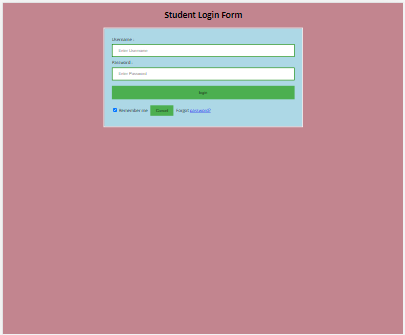 Student Login Form
Username :
Enter Username
Password :
Enter Password
Login
Remember me Cancel Forgot password?